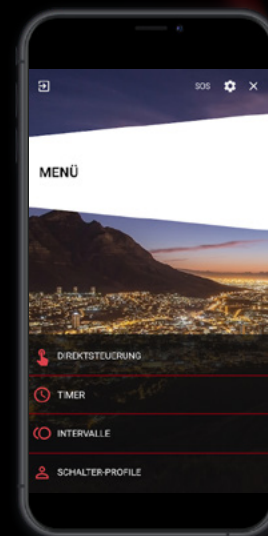 SOS
MENÜ
DIREKTSTEUERUNG
TIMER
INTERVALLE
SCHALTER-PROFILE